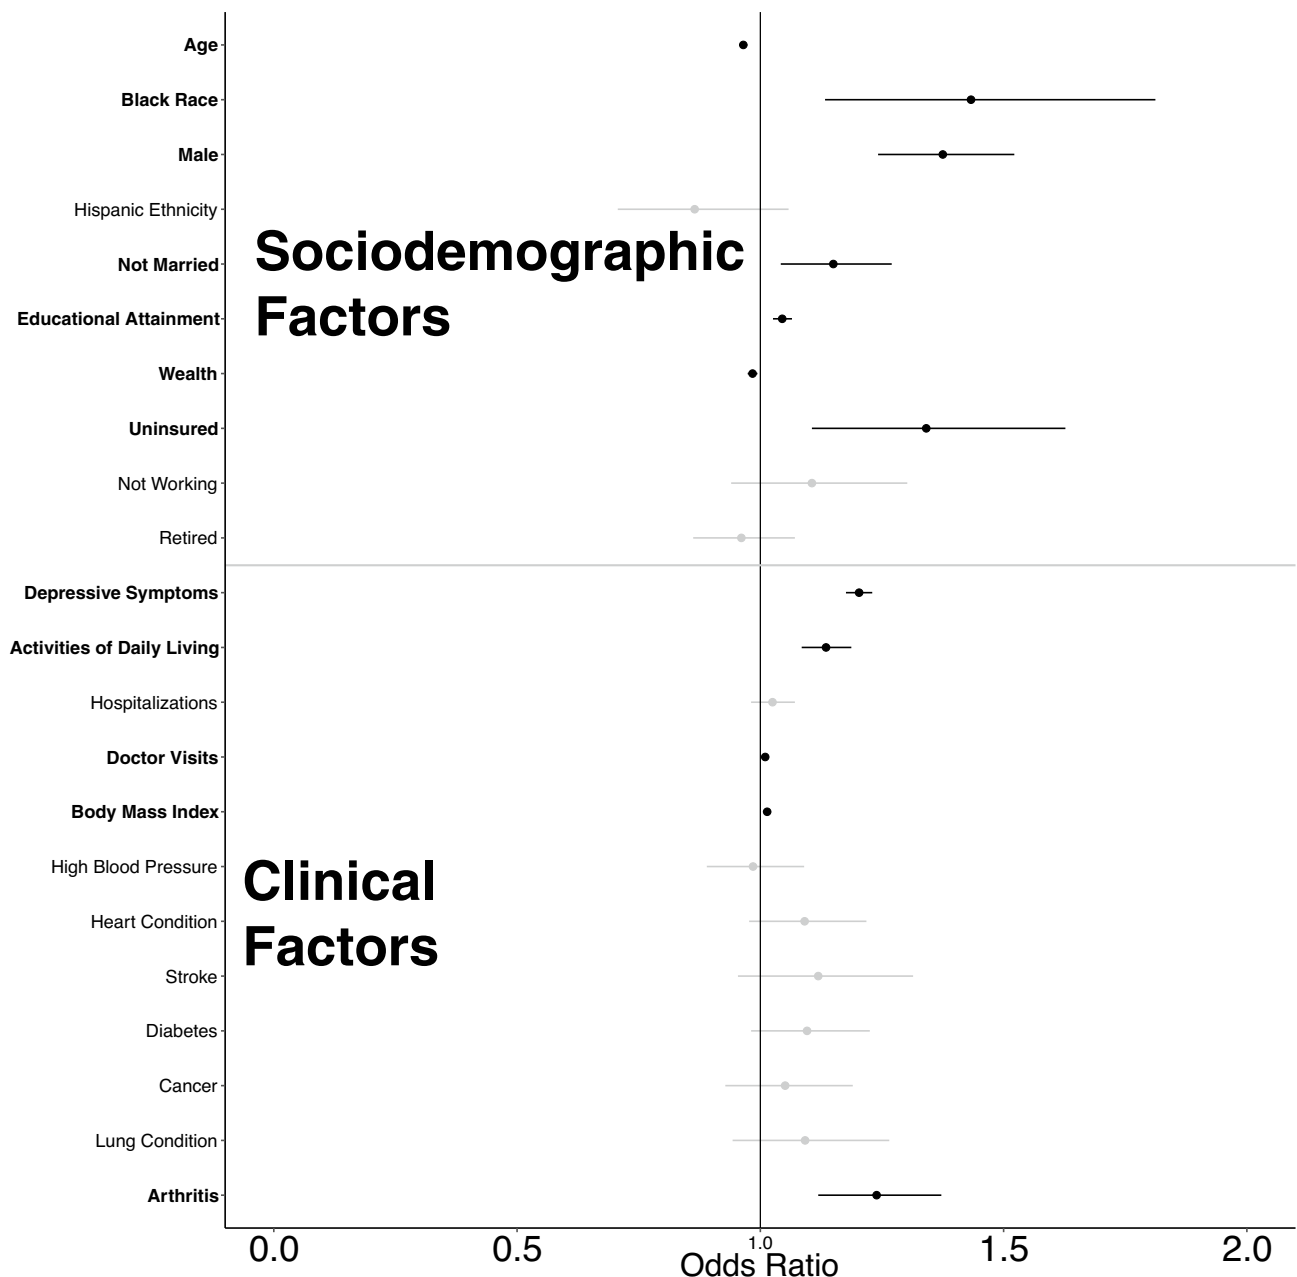 Age
Black Race
Male
Hispanic Ethnicity
Sociodemographic
Factors
Not Married
Educational Attainment
Wealth
Uninsured
Not Working
Retired
Depressive Symptoms
Activities of Daily Living
Hospitalizations
Doctor Visits
Body Mass Index
High Blood Pressure
Clinical
Factors
Heart Condition
Stroke
Diabetes
Cancer
Lung Condition
Arthritis
0.0 0.5 1.0 1.5 2.0
Odds Ratio